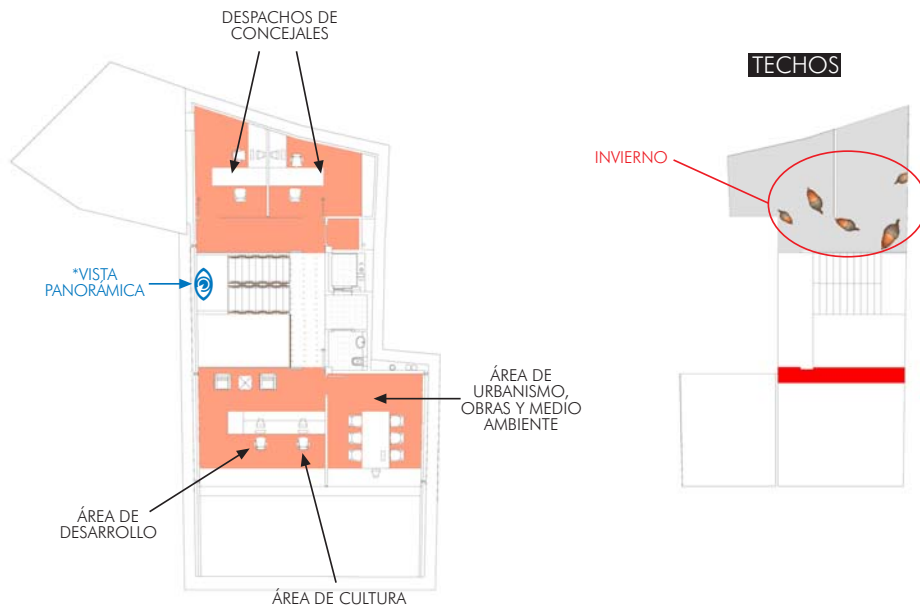 DESPACHOS DE
CONCEJALES
TECHOS
INVIERNO
*VISTA
PANORÁMICA
ÁREA DE
URBANISMO,
OBRAS Y MEDIO
AMBIENTE
ÁREA DE
DESARROLLO
ÁREA DE CULTURA